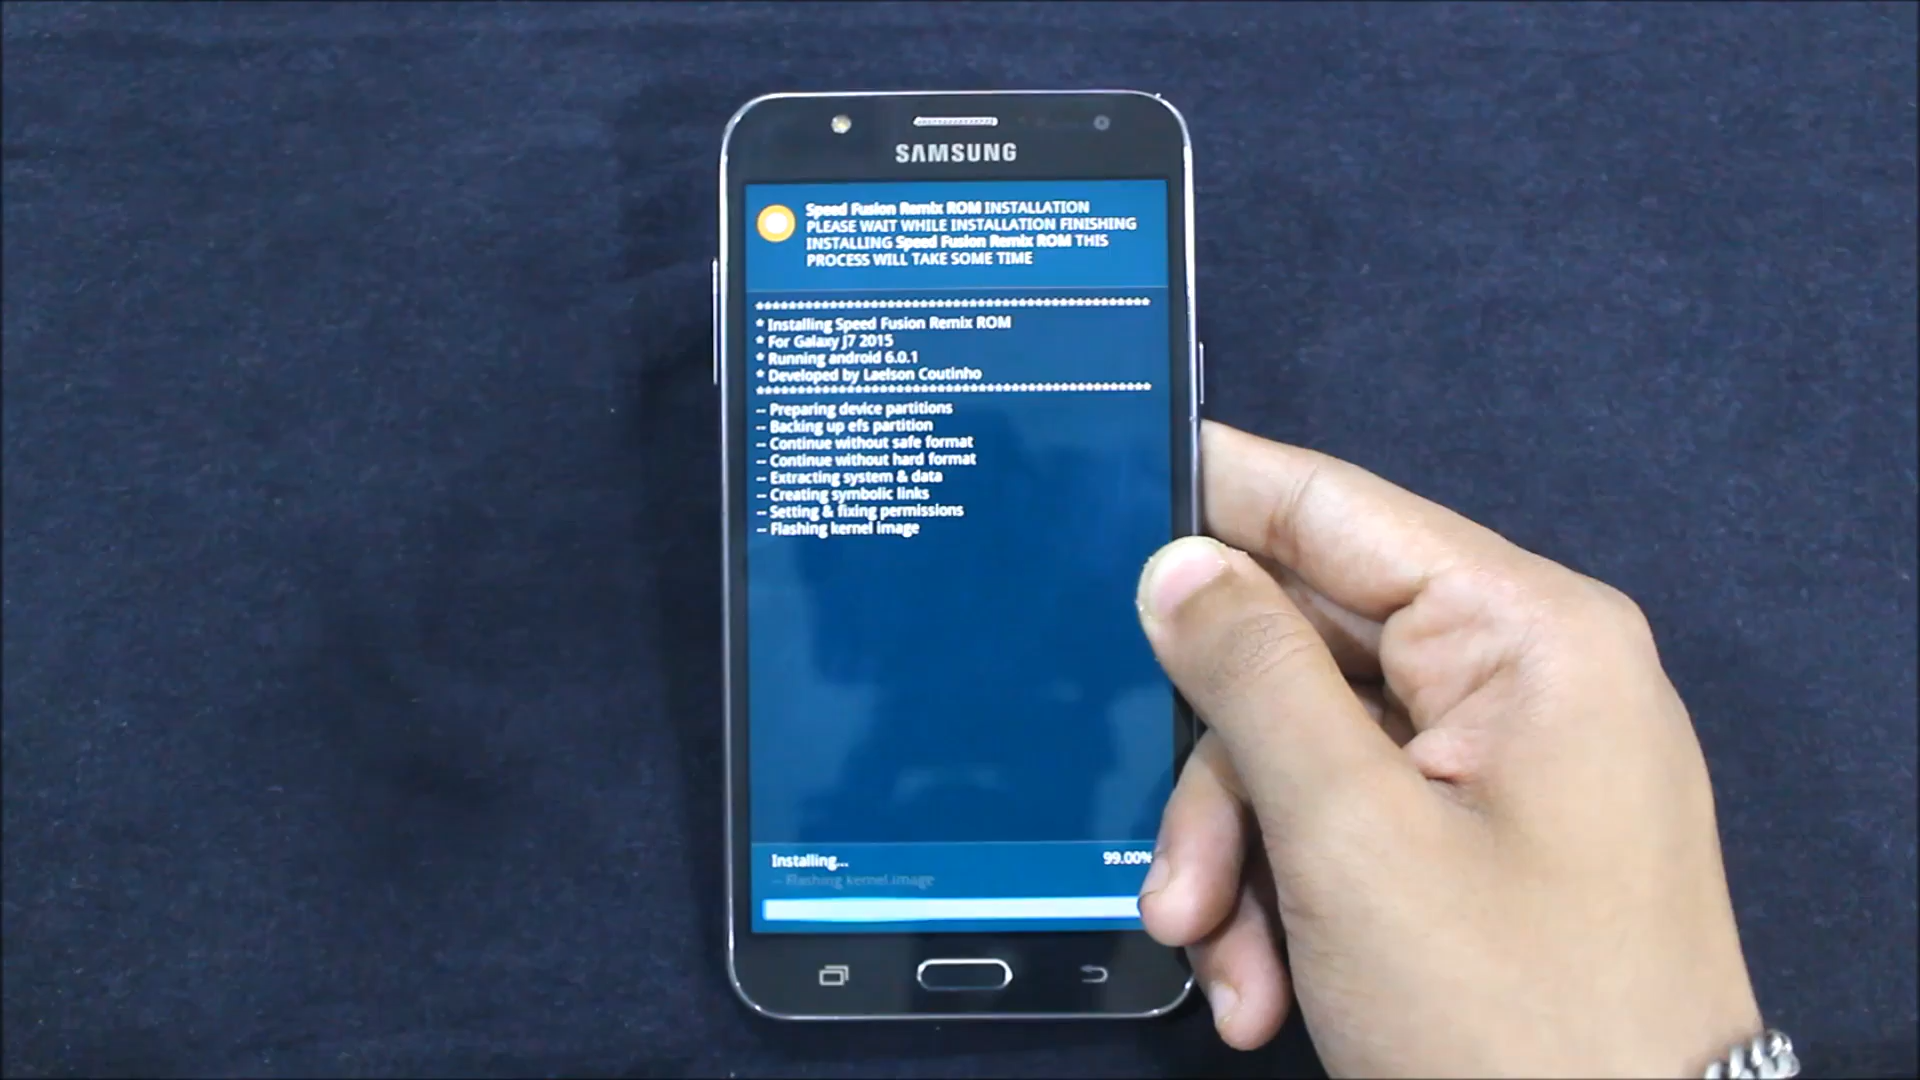 SAMSUNG
Speed Fusion Remix ROM INSTALLATION
PLEASE WAIT WHILE INSTALLATION FINISHING
INSTALLING Speed Fusion Remix ROM THIS
PROCESS WILL TAKE SOME TIME
************************************************
* Installing Speed Fusion Remix ROM
* For Galaxy J7 2015
* Running android 6.0.1
* Developed by Laelson Coutinho
************************************************
-- Preparing device partitions
-- Backing up efs partition
-- Continue without safe format
-- Continue without hard format
-- Extracting system & data
-- Creating symbolic links
-- Setting & fixing permissions
-- Flashing kernel image
Installing... 99.00%
-- Flashing kernel image